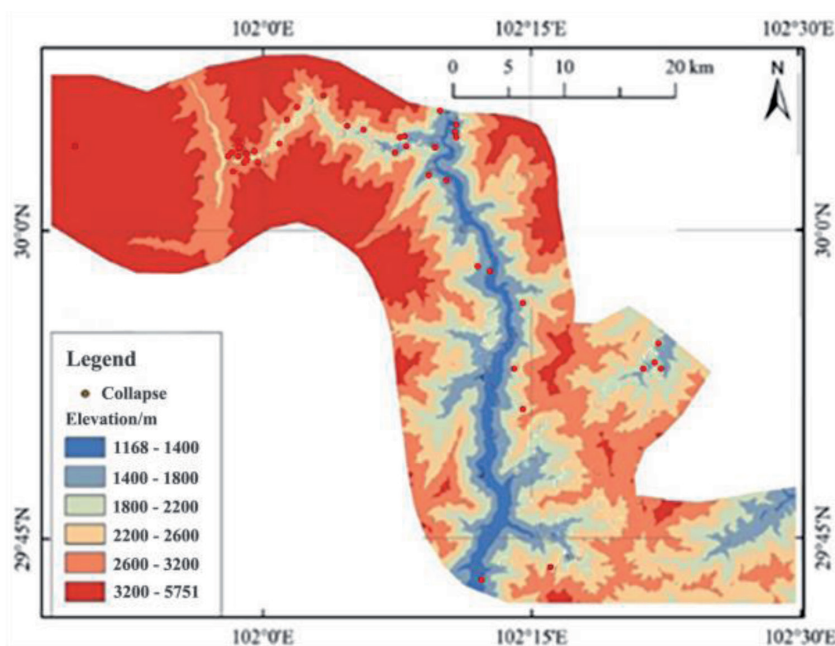 102°0'E 102°15'E 102°30'E
0 5 10 20 km
N
30°0'N 30°0'N
Legend
Collapse
Elevation/m
1168 - 1400
1400 - 1800
1800 - 2200
2200 - 2600
2600 - 3200
3200 - 5751
29°45'N 29°45'N
102°0'E 102°15'E 102°30'E